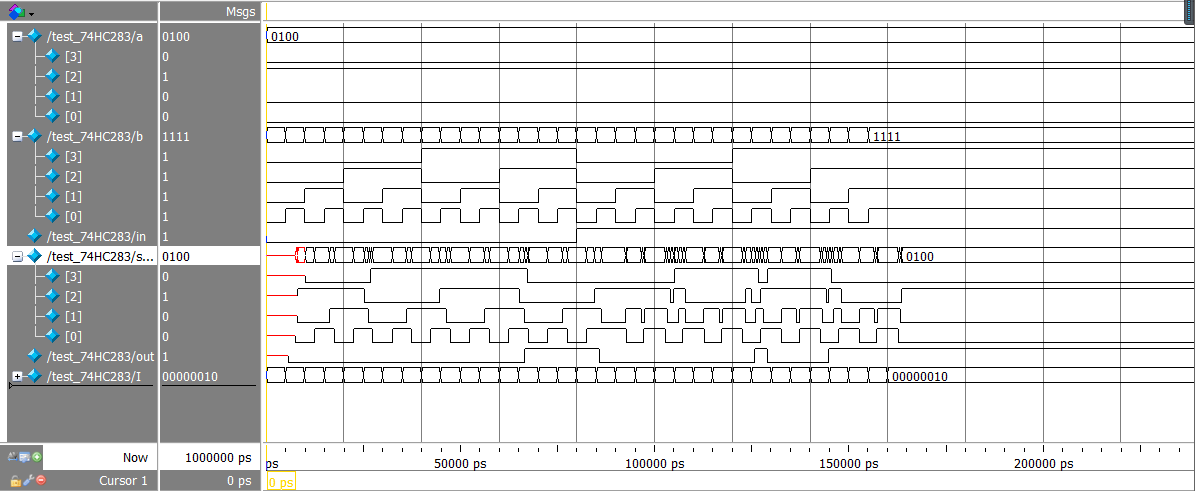 Msgs
/test_74HC283/a 0100 0100
[3] 0
[2] 1
[1] 0
[0] 0
/test_74HC283/b 1111 1111
[3] 1
[2] 1
[1] 1
[0] 1
/test_74HC283/in 1
/test_74HC283/s... 0100 0100
[3] 0
[2] 1
[1] 0
[0] 0
/test_74HC283/out 1
/test_74HC283/I 00000010 00000010
Now 1000000 ps ps 50000 ps 100000 ps 150000 ps 200000 ps
Cursor 1 0 ps 0 ps